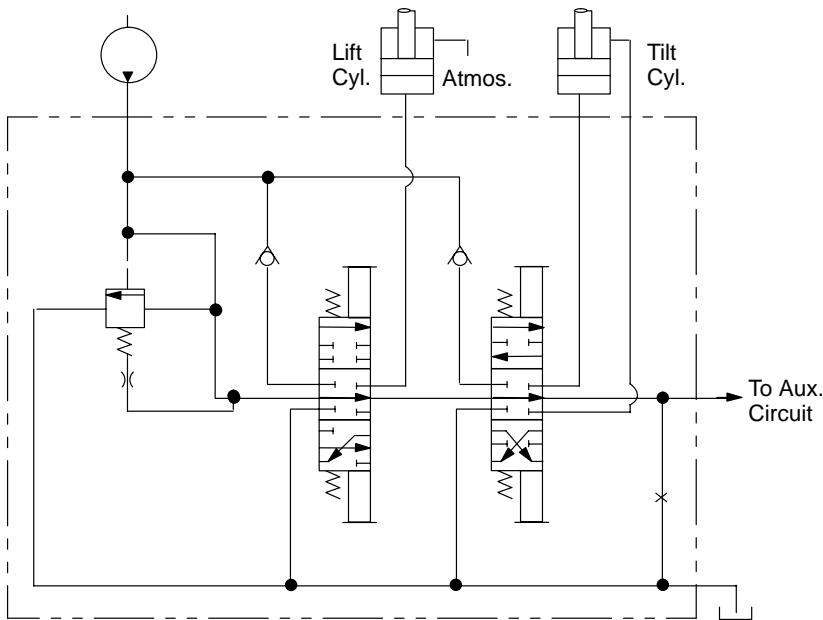 Lift
Cyl.
Atmos.
Tilt
Cyl.
To Aux.
Circuit